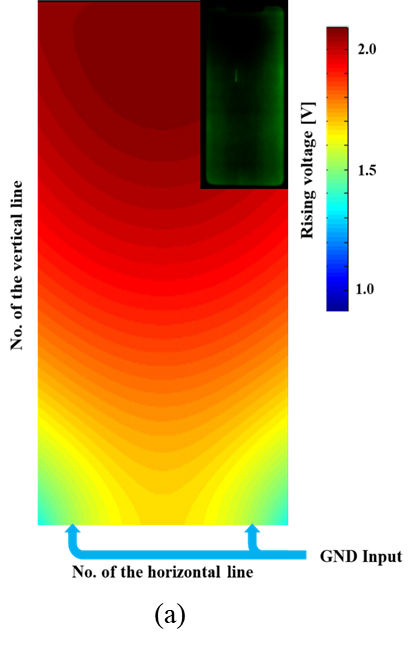 2.0
Rising voltage [V]
1.5
1.0
No. of the vertical line
GND Input
No. of the horizontal line
(a)